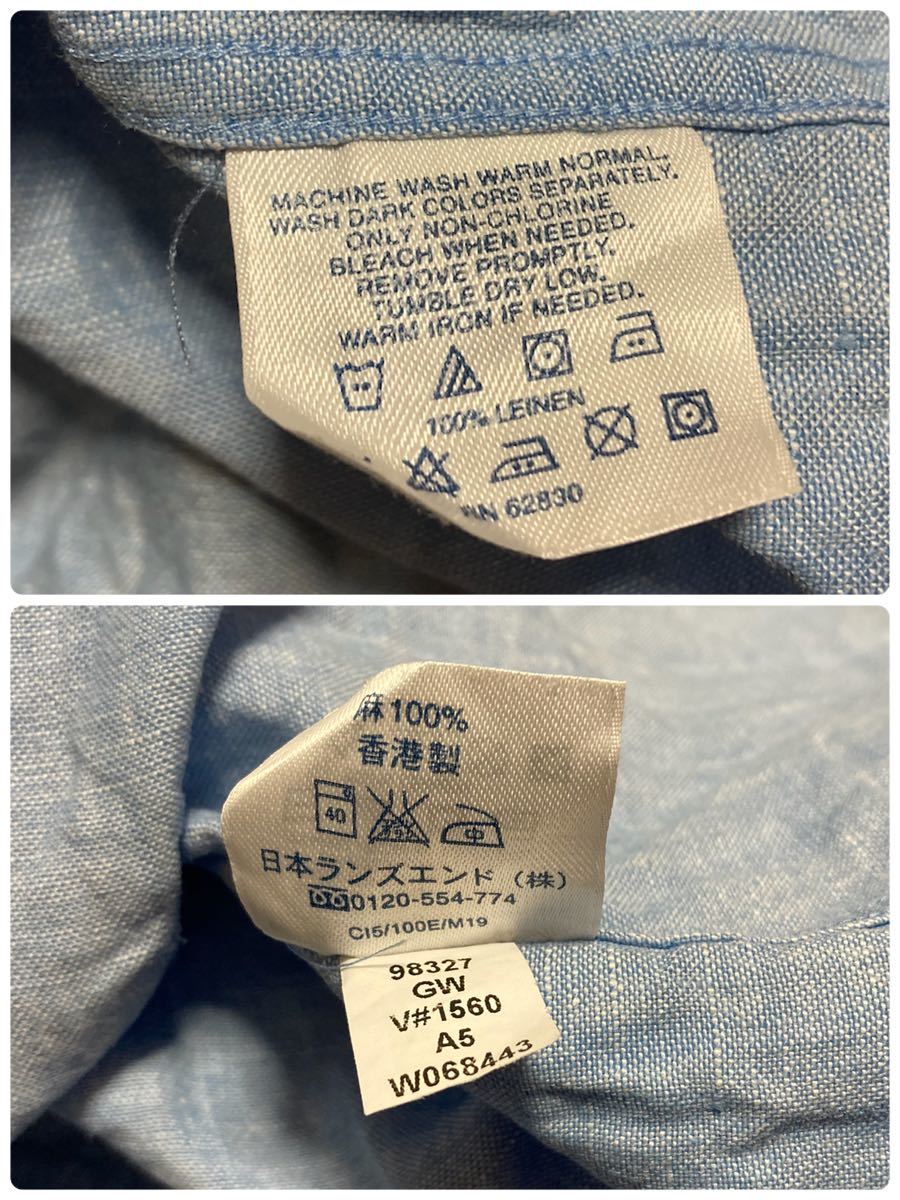 MACHINE WASH WARM NORMAL.
WASH DARK COLORS SEPARATELY.
ONLY NON-CHLORINE
BLEACH WHEN NEEDED.
REMOVE PROMPTLY.
TUMBLE DRY LOW.
WARM IRON IF NEEDED.
100% LEINEN
62830
麻100%
香港製
40
中
日本ランズエンド(株)
0120-554-774
CI5/100E/M19
98327
GW
V#1560
A5
W068443